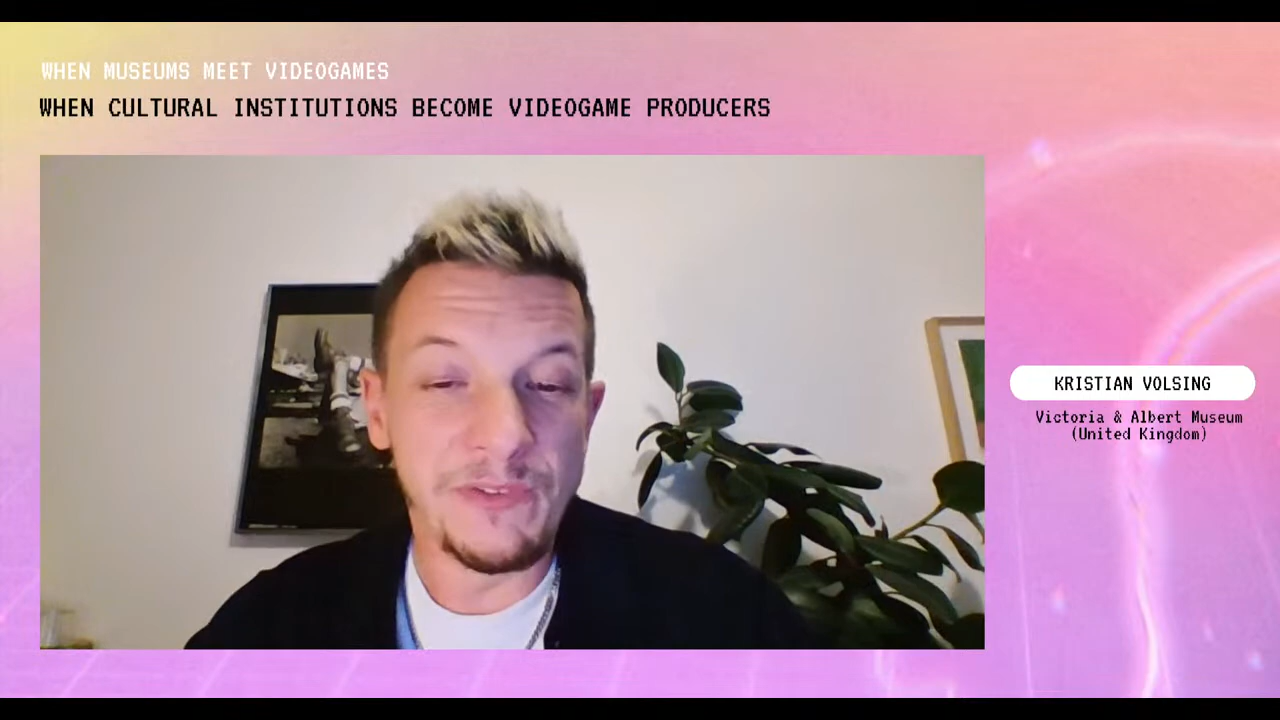 WHEN MUSEUMS MEET VIDEOGAMES
WHEN CULTURAL INSTITUTIONS BECOME VIDEOGAME PRODUCERS
KRISTIAN VOLSING
Victoria & Albert Museum
(United Kingdom)